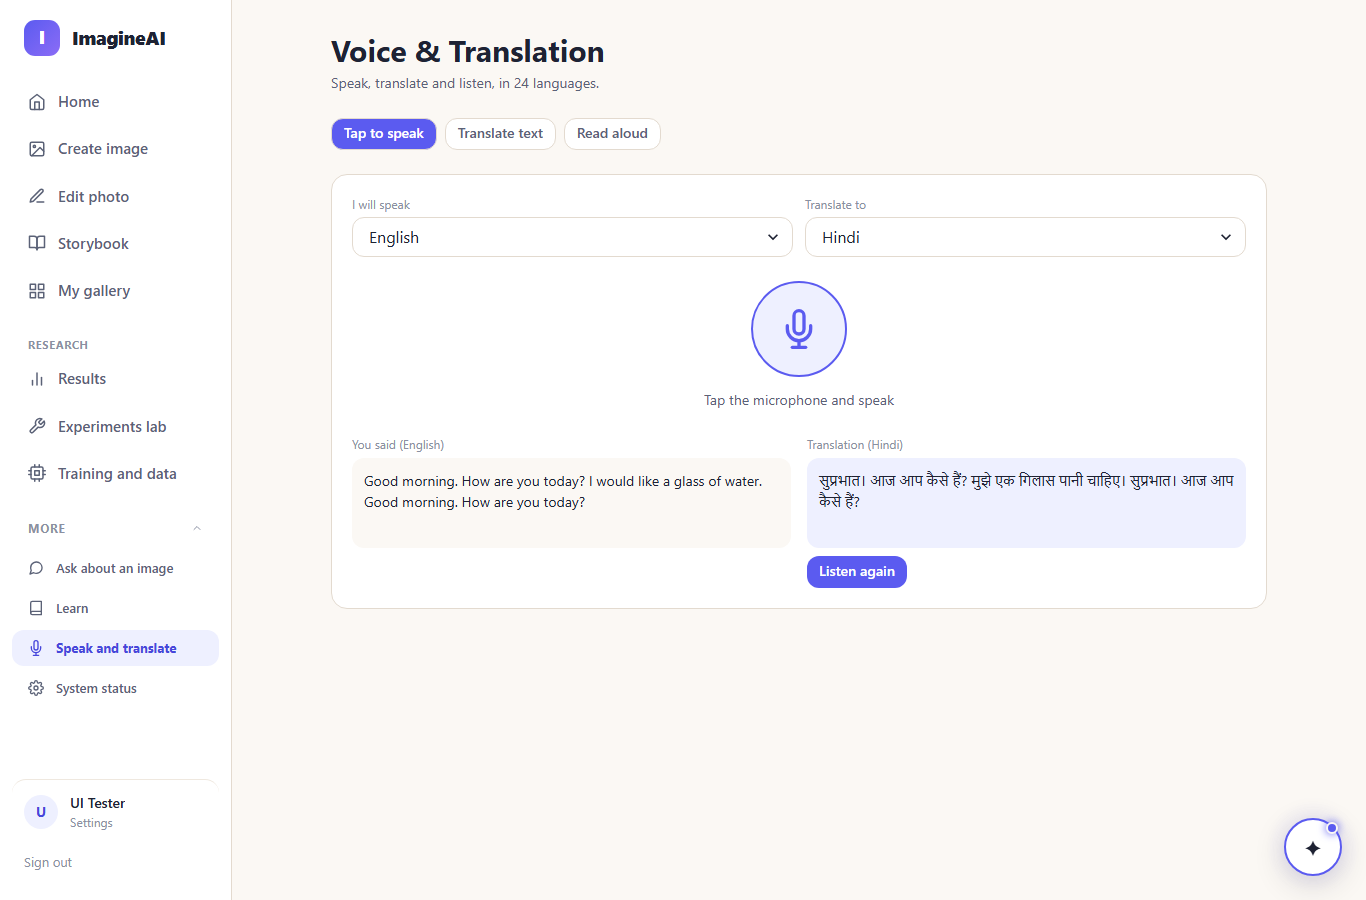 I
ImagineAI
Home
Create image
Edit photo
Storybook
My gallery
RESEARCH
Results
Experiments lab
Training and data
MORE
Ask about an image
Learn
Speak and translate
System status
U
UI Tester
Settings
Sign out
Voice & Translation
Speak, translate and listen, in 24 languages.
Tap to speak
Translate text
Read aloud
I will speak
English
Translate to
Hindi
Tap the microphone and speak
You said (English)
Good morning. How are you today? I would like a glass of water.
Good morning. How are you today?
Translation (Hindi)
सुप्रभात। आज आप कैसे हैं? मुझे एक गिलास पानी चाहिए। सुप्रभात। आज आप
कैसे हैं?
Listen again